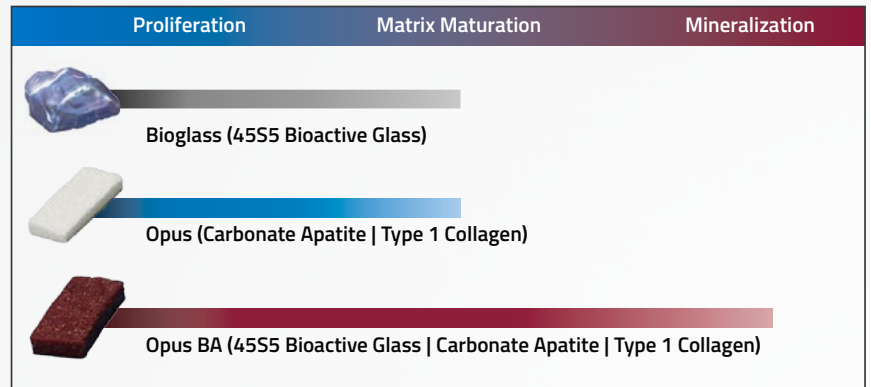 Proliferation Matrix Maturation Mineralization
Bioglass (45S5 Bioactive Glass)
Opus (Carbonate Apatite | Type 1 Collagen)
Opus BA (45S5 Bioactive Glass | Carbonate Apatite | Type 1 Collagen)